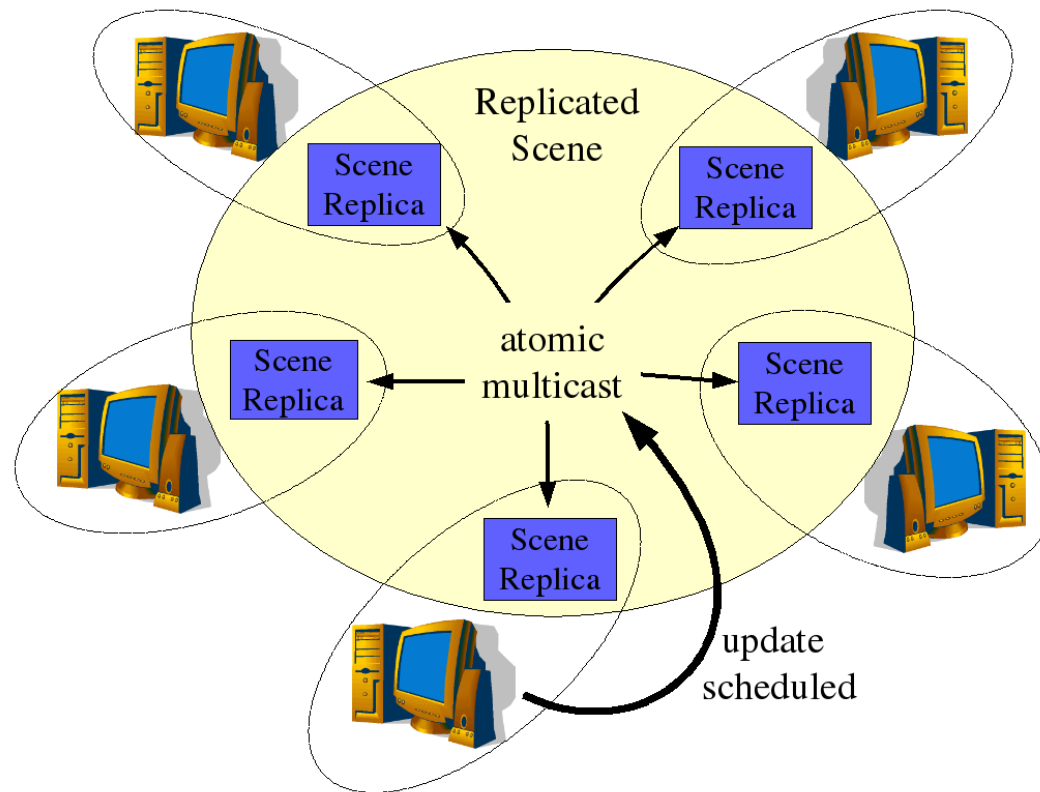 Replicated
Scene
Scene
Replica
Scene
Replica
Scene
Replica
atomic
multicast
Scene
Replica
Scene
Replica
update
scheduled